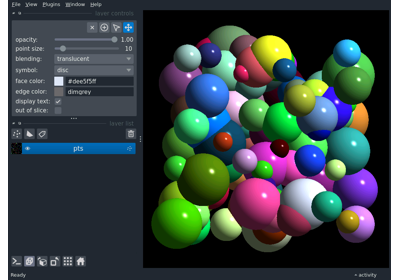 File View Plugins Window Help
layer controls
opacity: 1.00
point size: 10
blending: translucent
symbol: disc
face color: #dee5f5ff
edge color: dimgrey
display text:
out of slice:
layer list
pts
Ready
activity